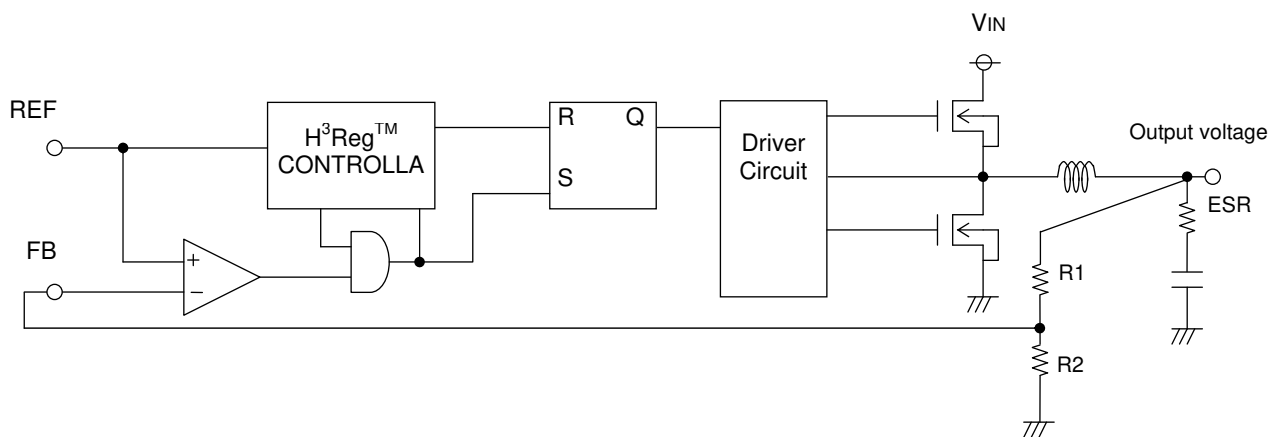 VIN
REF
H³Reg™
CONTROLLA
R
Q
S
Driver
Circuit
Output voltage
ESR
FB
+
−
R1
R2